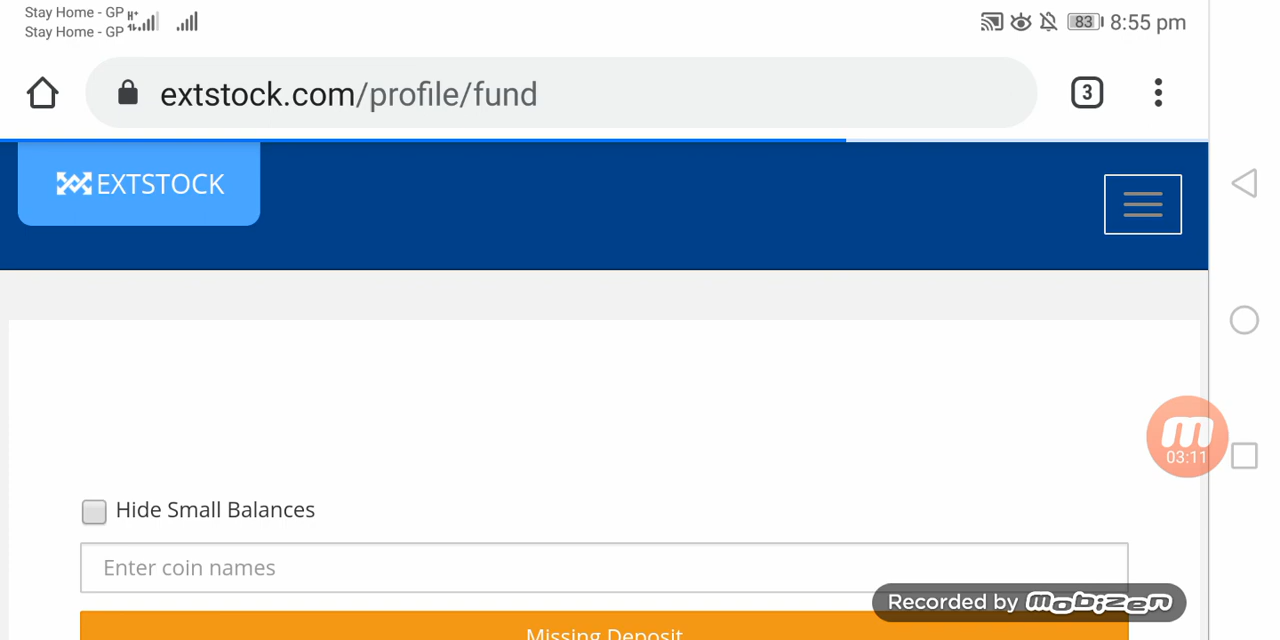 Stay Home - GP
Stay Home - GP
83
8:55 pm
extstock.com/profile/fund
3
EXTSTOCK
03:11
Hide Small Balances
Enter coin names
Recorded by mobizen
Missing Deposit